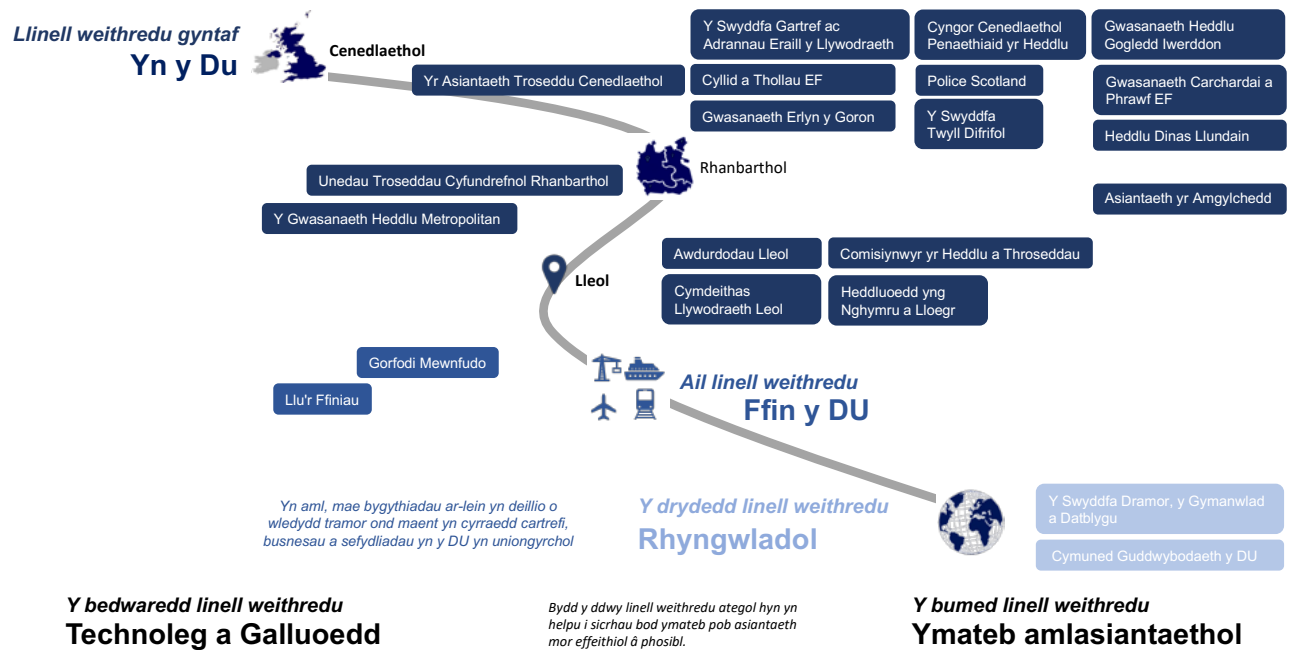 Llinell weithredu gyntaf
Yn y Du
Cenedlaethol
Yr Asiantaeth Troseddu Cenedlaethol
Y Swyddfa Gartref ac
Adrannau Eraill y Llywodraeth
Cyllid a Thollau EF
Gwasanaeth Erlyn y Goron
Cyngor Cenedlaethol
Penaethiaid yr Heddlu
Police Scotland
Y Swyddfa
Twyll Difrifol
Gwasanaeth Heddlu
Gogledd Iwerddon
Gwasanaeth Carchardai a
Phrawf EF
Heddlu Dinas Llundain
Asiantaeth yr Amgylchedd
Rhanbarthol
Unedau Troseddau Cyfundrefnol Rhanbarthol
Y Gwasanaeth Heddlu Metropolitan
Lleol
Awdurdodau Lleol
Comisiynwyr yr Heddlu a Throseddau
Cymdeithas
Llywodraeth Leol
Heddluoedd yng
Nghymru a Lloegr
Gorfodi Mewnfudo
Llu'r Ffiniau
Ail linell weithredu
Ffin y DU
Yn aml, mae bygythiadau ar-lein yn deillio o
wledydd tramor ond maent yn cyrraedd cartrefi,
busnesau a sefydliadau yn y DU yn uniongyrchol
Y drydedd linell weithredu
Rhyngwladol
Y Swyddfa Dramor, y Gymanwlad
a Datblygu
Cymuned Guddwybodaeth y DU
Y bedwaredd linell weithredu
Technoleg a Galluoedd
Bydd y ddwy linell weithredu ategol hyn yn
helpu i sicrhau bod ymateb pob asiantaeth
mor effeithiol â phosibl.
Y bumed linell weithredu
Ymateb amlasiantaethol